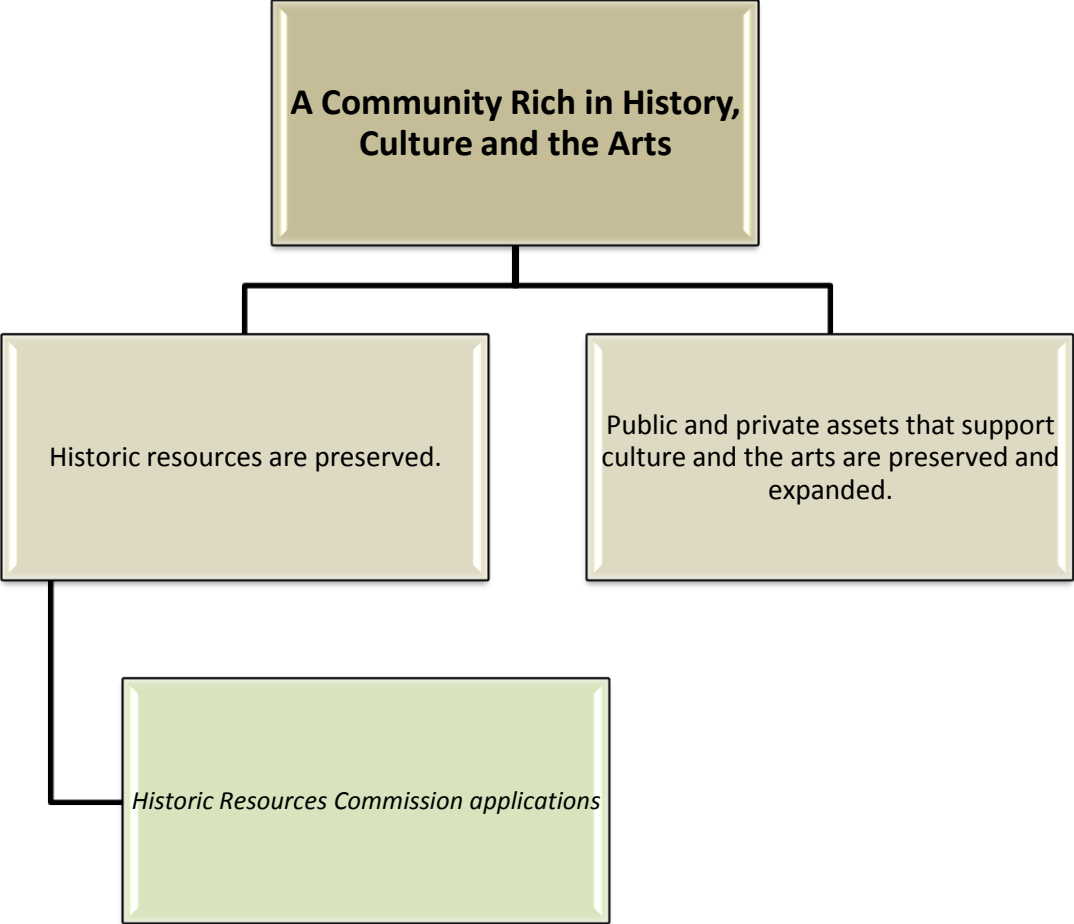 A Community Rich in History,
Culture and the Arts
Historic resources are preserved.
Public and private assets that support
culture and the arts are preserved and
expanded.
Historic Resources Commission applications